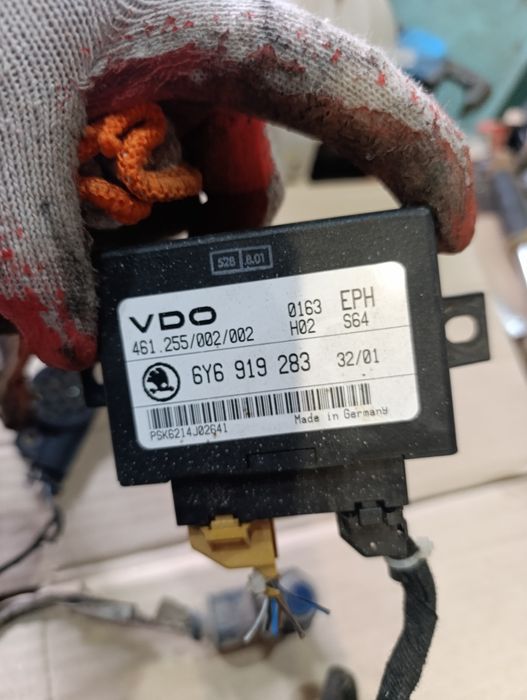 528 8.01
VDO 0163 EPH
461.255/002/002 H02 S64
6Y6 919 283 32/01
Made in Germany
PSK6214J02641